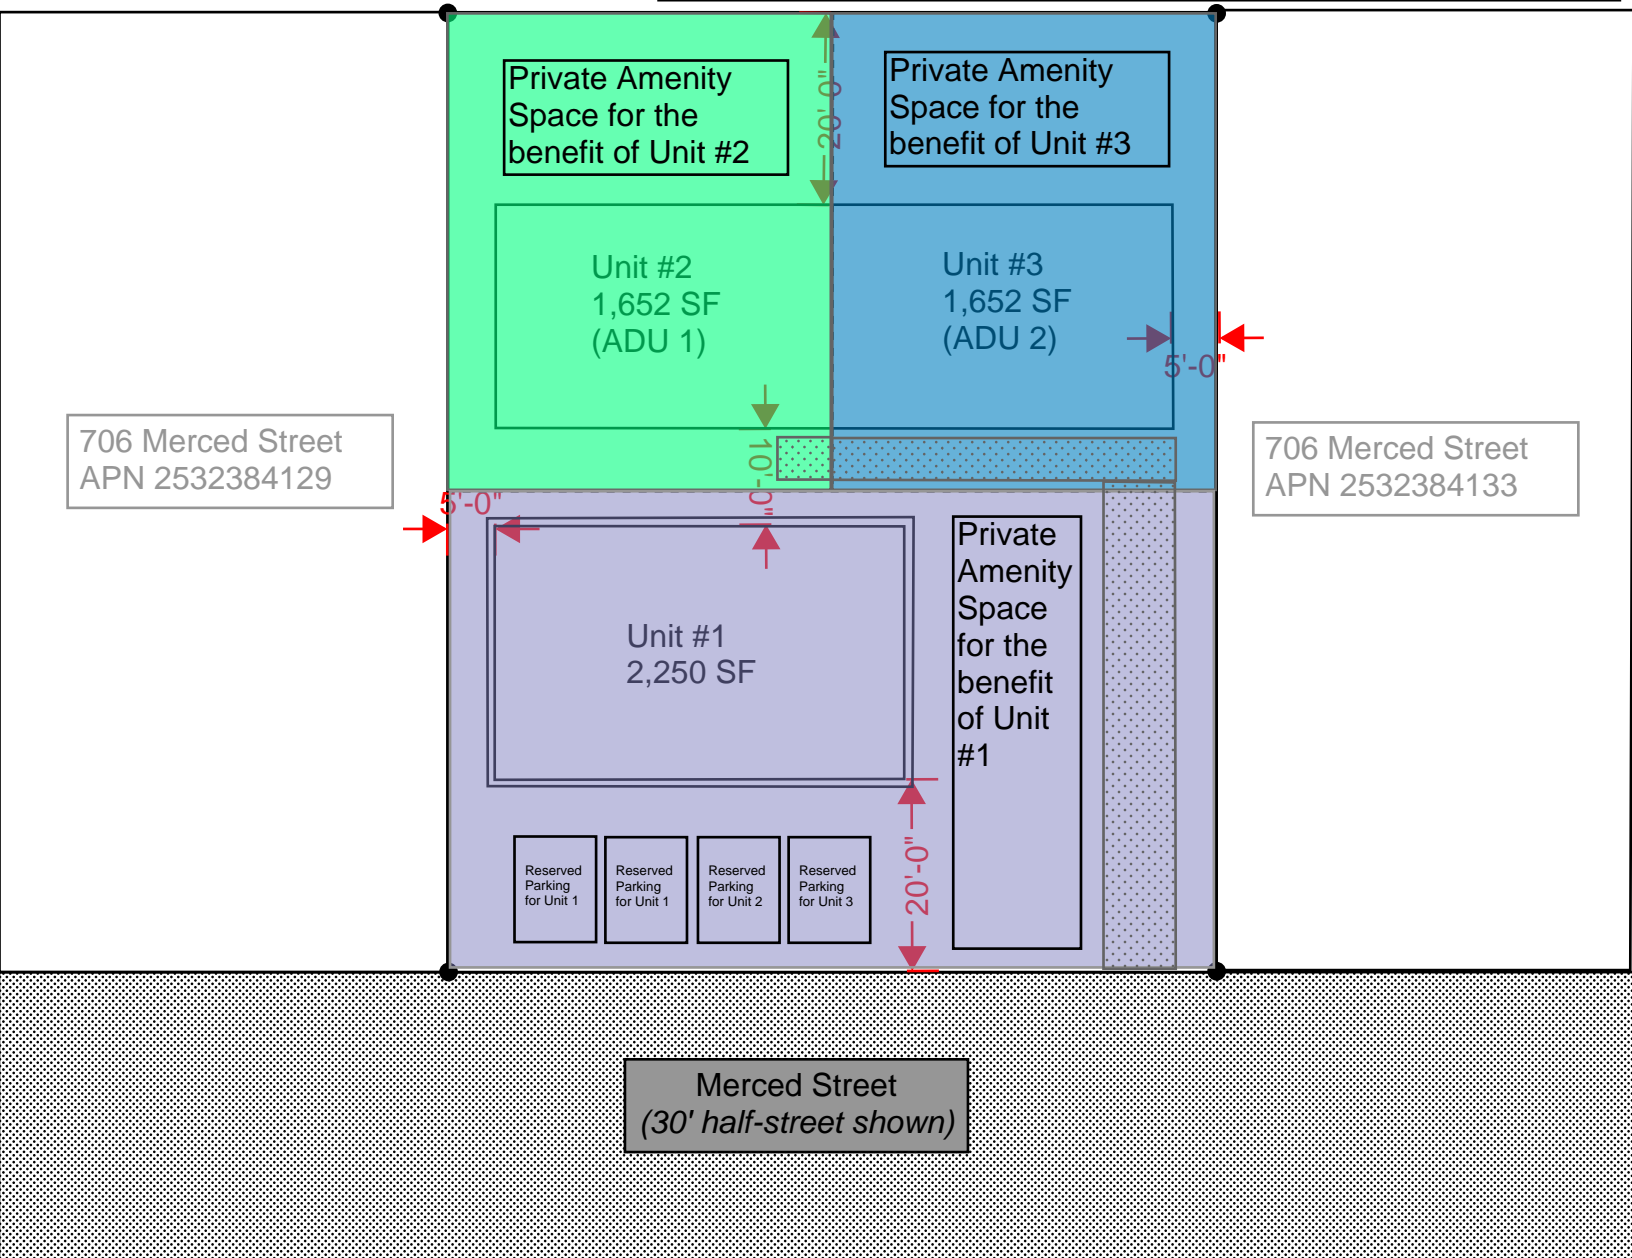 Private Amenity
Space for the
benefit of Unit #2
20'-0"
Private Amenity
Space for the
benefit of Unit #3
Unit #2
1,652 SF
(ADU 1)
Unit #3
1,652 SF
(ADU 2)
5'-0"
706 Merced Street
APN 2532384129
10'-0"
706 Merced Street
APN 2532384133
5'-0"
Unit #1
2,250 SF
Private
Amenity
Space
for the
benefit
of Unit
#1
Reserved
Parking
for Unit 1
Reserved
Parking
for Unit 1
Reserved
Parking
for Unit 2
Reserved
Parking
for Unit 3
20'-0"
Merced Street
(30' half-street shown)